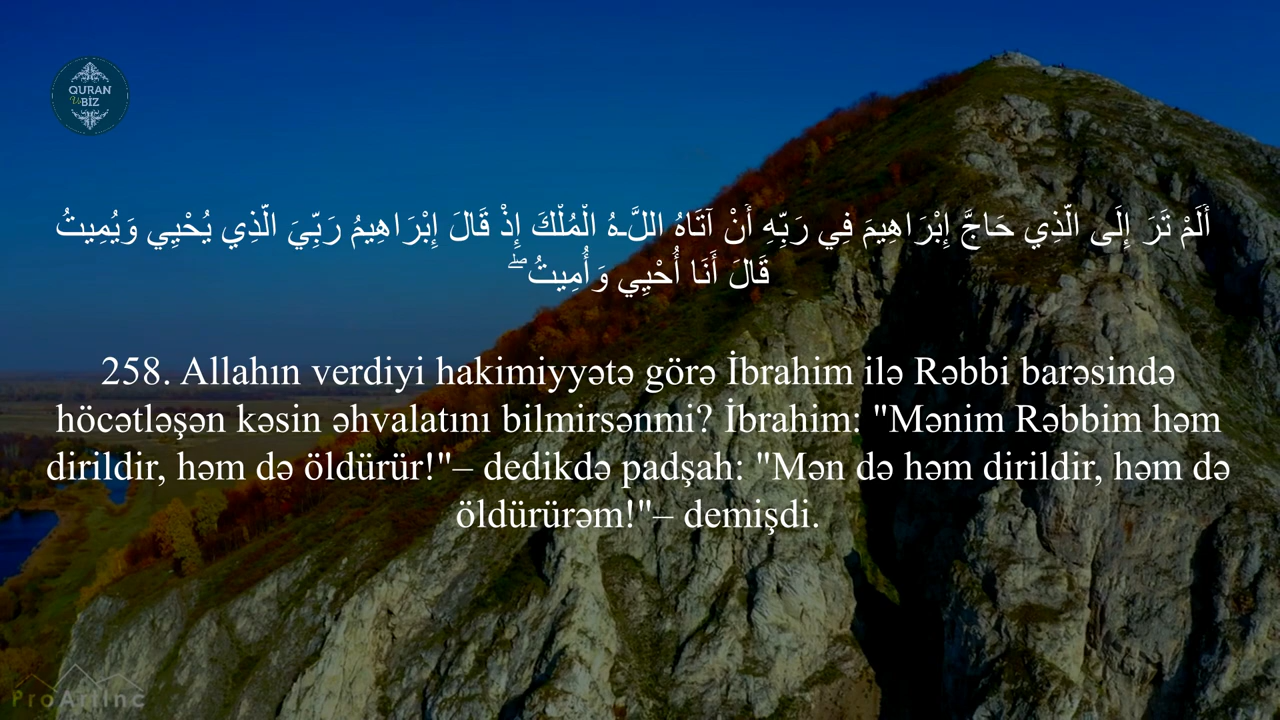 QURAN
Və
BİZ
أَلَمْ تَرَ إِلَى الَّذِي حَاجَّ إِبْرَاهِيمَ فِي رَبِّهِ أَنْ آتَاهُ اللَّـهُ الْمُلْكَ إِذْ قَالَ إِبْرَاهِيمُ رَبِّيَ الَّذِي يُحْيِي وَيُمِيتُ
قَالَ أَنَا أُحْيِي وَأُمِيتُ ۖ
258. Allahın verdiyi hakimiyyətə görə İbrahim ilə Rəbbi barəsində
höcətləşən kəsin əhvalatını bilmirsənmi? İbrahim: "Mənim Rəbbim həm
dirildir, həm də öldürür!"– dedikdə padşah: "Mən də həm dirildir, həm də
öldürürəm!"– demişdi.
ProArtInc